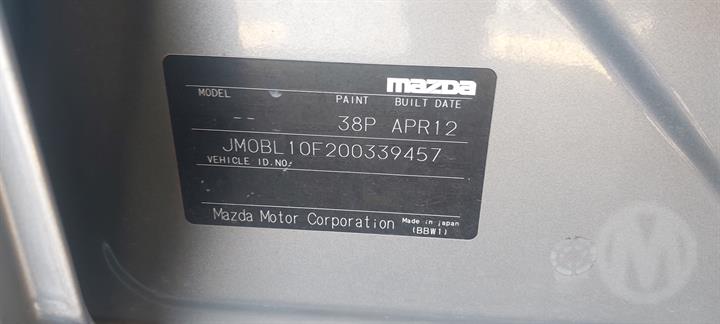 mazda
MODEL PAINT BUILT DATE
-- 38P APR12
JM0BL10F200339457
VEHICLE ID.NO.
Mazda Motor Corporation Made in japan
(BBW1)
M